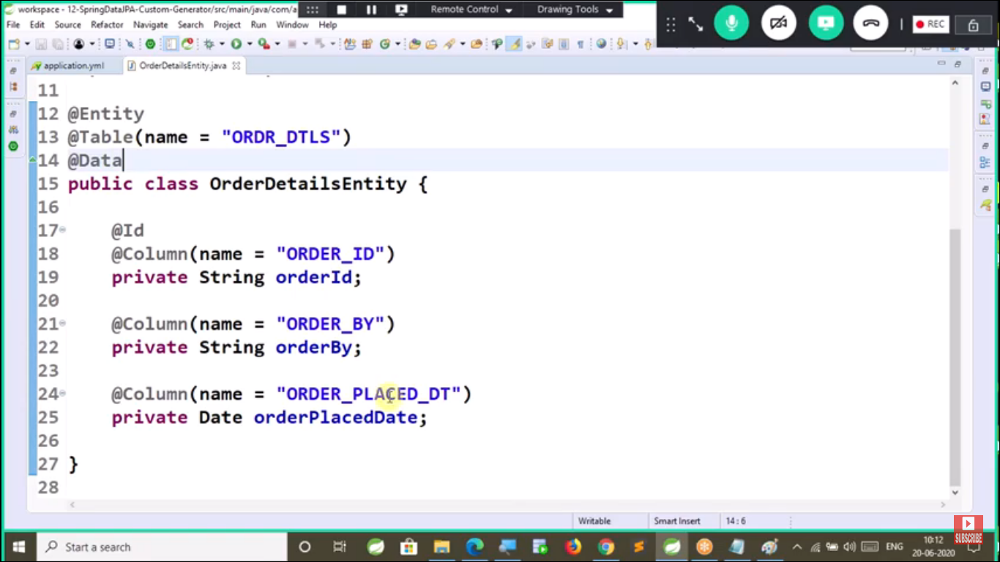 workspace - 12-SpringDataJPA-Custom-Generator/src/main/java/com/a
Remote Control
Drawing Tools
REC
File Edit Source Refactor Navigate Search Project Run Window Help
application.yml
OrderDetailsEntity.java
11
12 @Entity
13 @Table(name = "ORDR_DTLS")
14 @Data
15 public class OrderDetailsEntity {
16
17 @Id
18 @Column(name = "ORDER_ID")
19 private String orderId;
20
21 @Column(name = "ORDER_BY")
22 private String orderBy;
23
24 @Column(name = "ORDER_PLACED_DT")
25 private Date orderPlacedDate;
26
27 }
28
Writable
Smart Insert
14 : 6
SUBSCRIBE
Start a search
ENG
10:12
20-06-2020